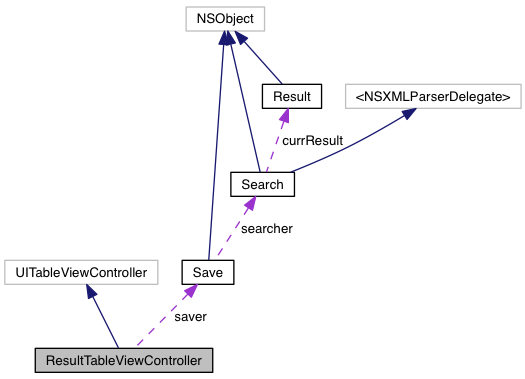 NSObject
Result
<NSXMLParserDelegate>
currResult
Search
searcher
UITableViewController
Save
saver
ResultTableViewController